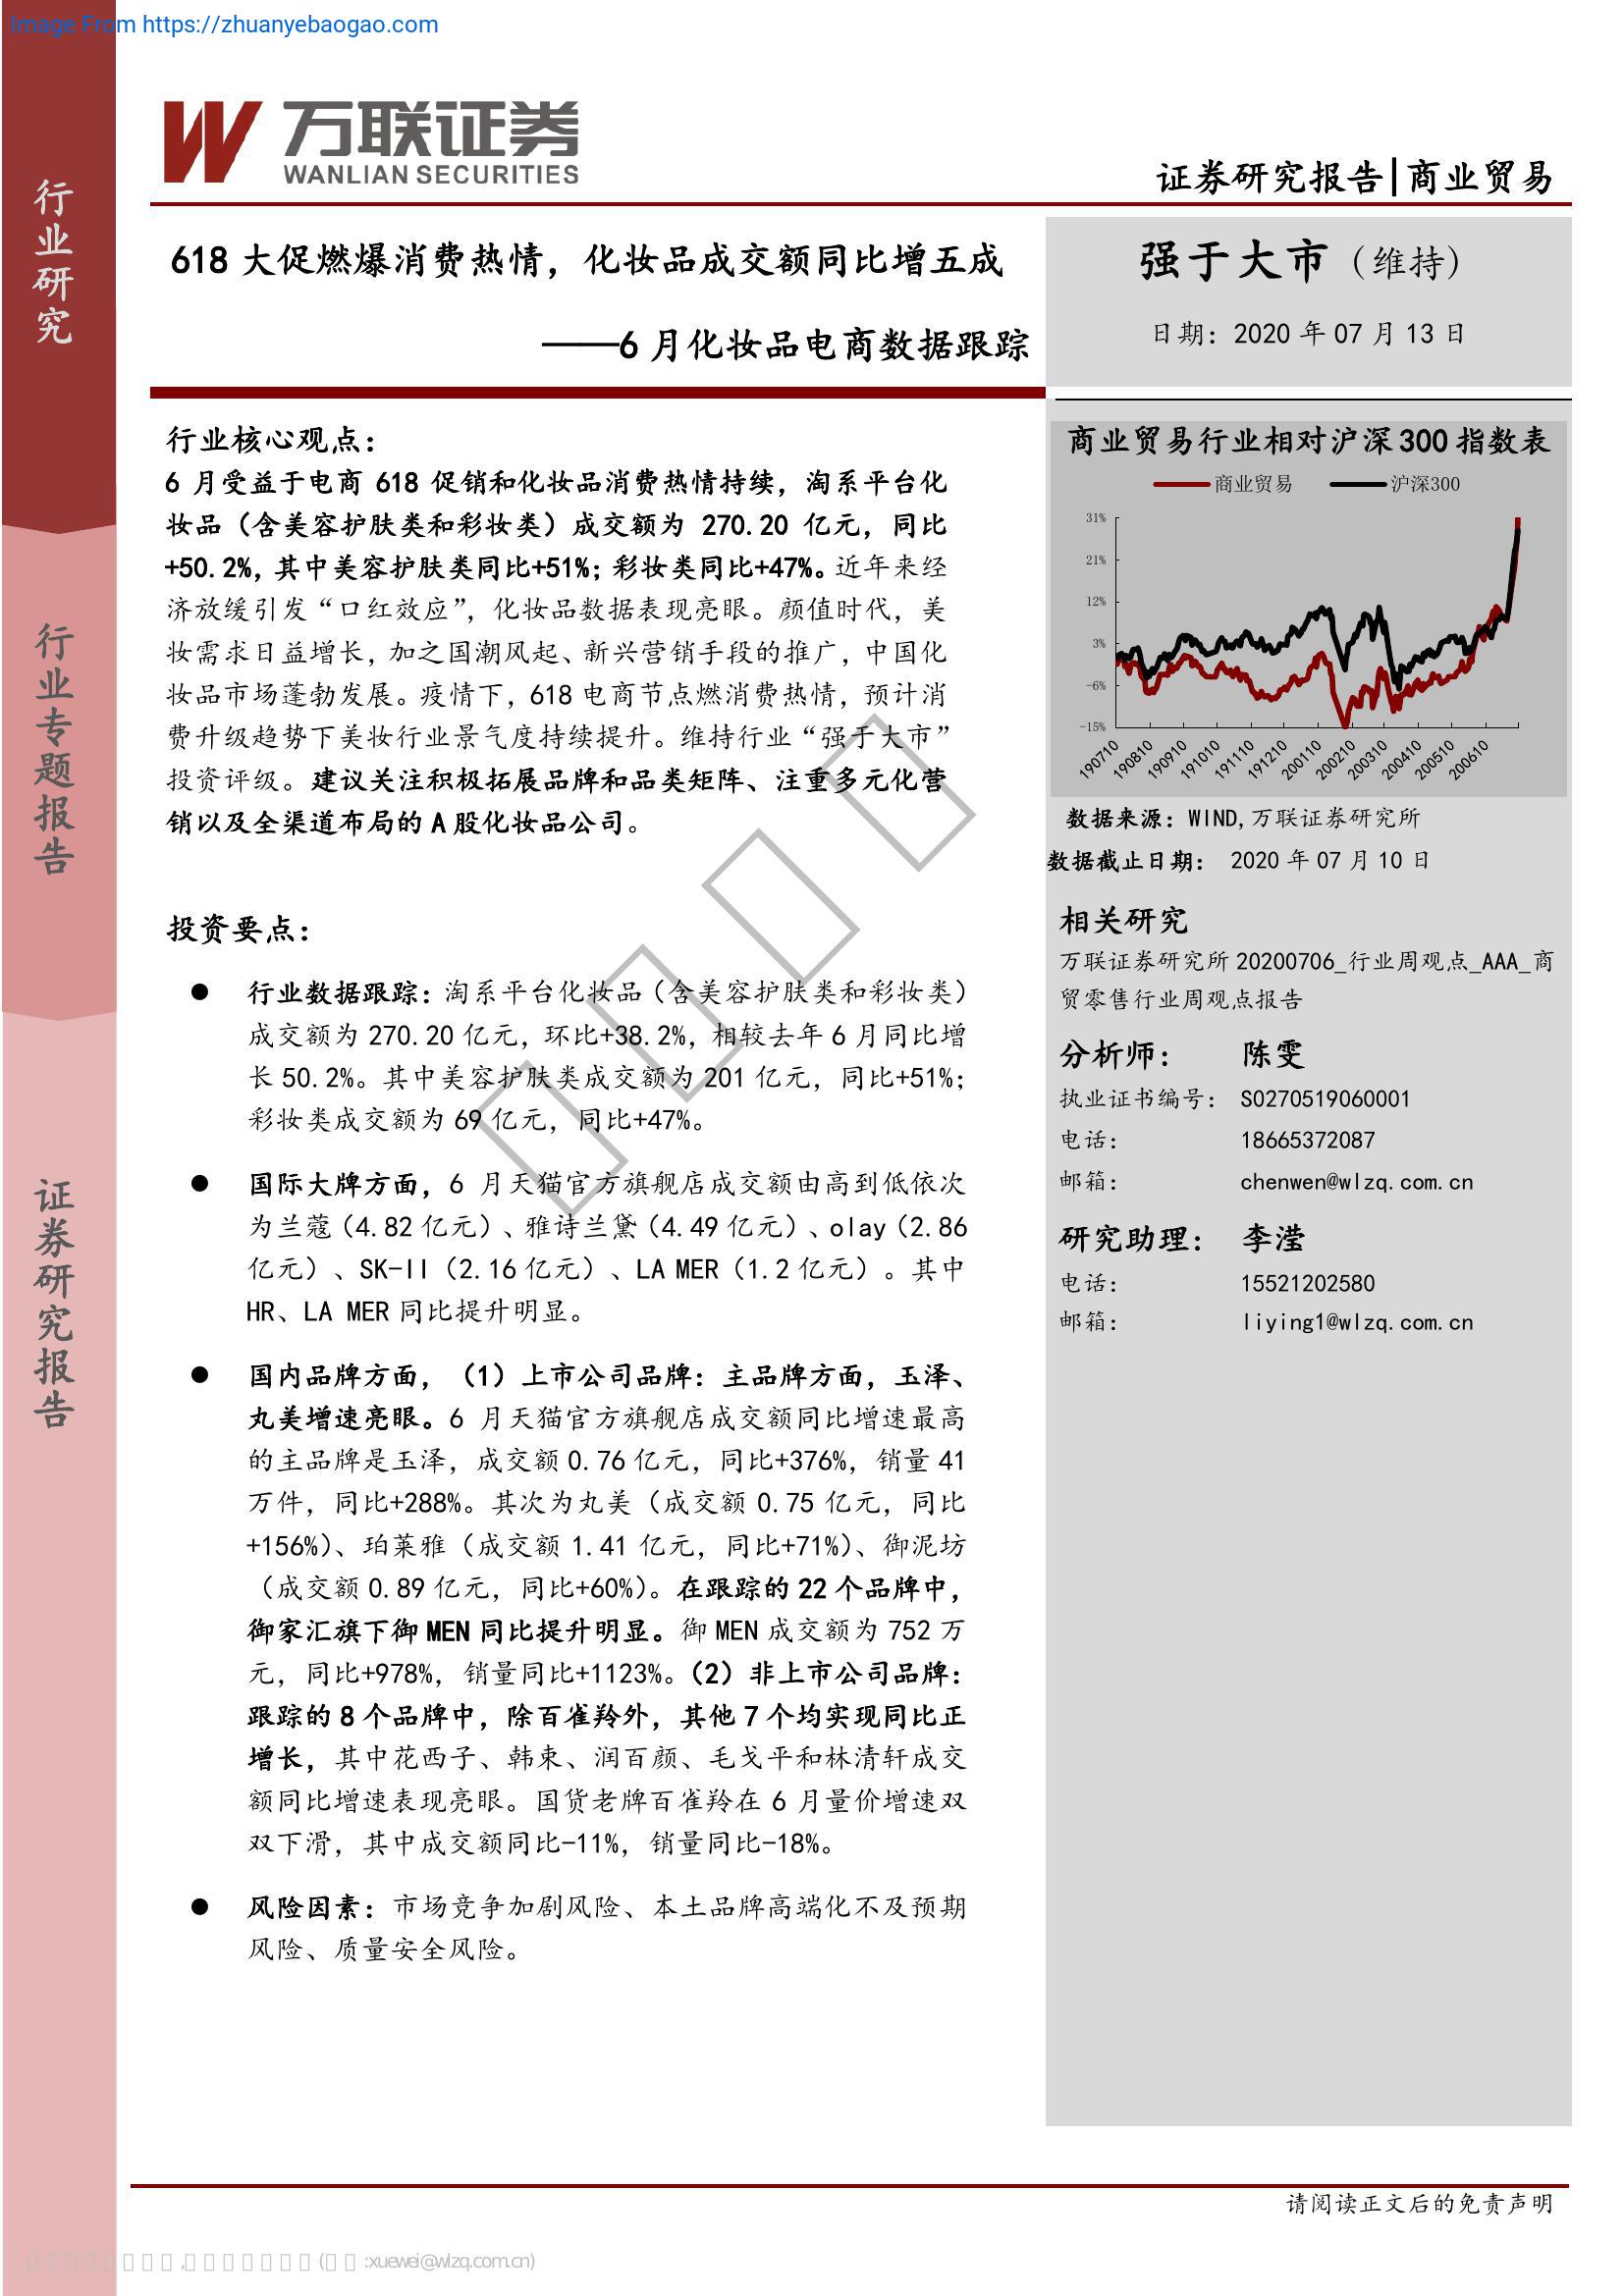 Image From https://zhuanyebaogao.com
万联证券
WANLIAN SECURITIES
证券研究报告|商业贸易
行业研究
行业专题报告
证券研究报告
618 大促燃爆消费热情，化妆品成交额同比增五成
——6 月化妆品电商数据跟踪
强于大市（维持）
日期：2020 年 07 月 13 日
行业核心观点：
6 月受益于电商 618 促销和化妆品消费热情持续，淘系平台化
妆品（含美容护肤类和彩妆类）成交额为 270.20 亿元，同比
+50.2%，其中美容护肤类同比+51%；彩妆类同比+47%。近年来经
济放缓引发“口红效应”，化妆品数据表现亮眼。颜值时代，美
妆需求日益增长，加之国潮风起、新兴营销手段的推广，中国化
妆品市场蓬勃发展。疫情下，618 电商节点燃消费热情，预计消
费升级趋势下美妆行业景气度持续提升。维持行业“强于大市”
投资评级。建议关注积极拓展品牌和品类矩阵、注重多元化营
销以及全渠道布局的 A 股化妆品公司。
投资要点：
● 行业数据跟踪：淘系平台化妆品（含美容护肤类和彩妆类）
成交额为 270.20 亿元，环比+38.2%，相较去年 6 月同比增
长 50.2%。其中美容护肤类成交额为 201 亿元，同比+51%；
彩妆类成交额为 69 亿元，同比+47%。
● 国际大牌方面，6 月天猫官方旗舰店成交额由高到低依次
为兰蔻（4.82 亿元）、雅诗兰黛（4.49 亿元）、olay（2.86
亿元）、SK-II（2.16 亿元）、LA MER（1.2 亿元）。其中
HR、LA MER 同比提升明显。
● 国内品牌方面，（1）上市公司品牌：主品牌方面，玉泽、
丸美增速亮眼。6 月天猫官方旗舰店成交额同比增速最高
的主品牌是玉泽，成交额 0.76 亿元，同比+376%，销量 41
万件，同比+288%。其次为丸美（成交额 0.75 亿元，同比
+156%）、珀莱雅（成交额 1.41 亿元，同比+71%）、御泥坊
（成交额 0.89 亿元，同比+60%）。在跟踪的 22 个品牌中，
御家汇旗下御 MEN 同比提升明显。御 MEN 成交额为 752 万
元，同比+978%，销量同比+1123%。（2）非上市公司品牌：
跟踪的 8 个品牌中，除百雀羚外，其他 7 个均实现同比正
增长，其中花西子、韩束、润百颜、毛戈平和林清轩成交
额同比增速表现亮眼。国货老牌百雀羚在 6 月量价增速双
双下滑，其中成交额同比-11%，销量同比-18%。
● 风险因素：市场竞争加剧风险、本土品牌高端化不及预期
风险、质量安全风险。
商业贸易行业相对沪深 300 指数表
商业贸易 沪深300
31%
21%
12%
3%
-6%
-15%
190710 190810 190910 191010 191110 191210 200110 200210 200310 200410 200510 200610
数据来源：WIND,万联证券研究所
数据截止日期： 2020 年 07 月 10 日
相关研究
万联证券研究所 20200706_行业周观点_AAA_商
贸零售行业周观点报告
分析师： 陈雯
执业证书编号： S0270519060001
电话： 18665372087
邮箱： chenwen@wlzq.com.cn
研究助理： 李滢
电话： 15521202580
邮箱： liying1@wlzq.com.cn
请阅读正文后的免责声明
:xuewei@wlzq.com.cn)